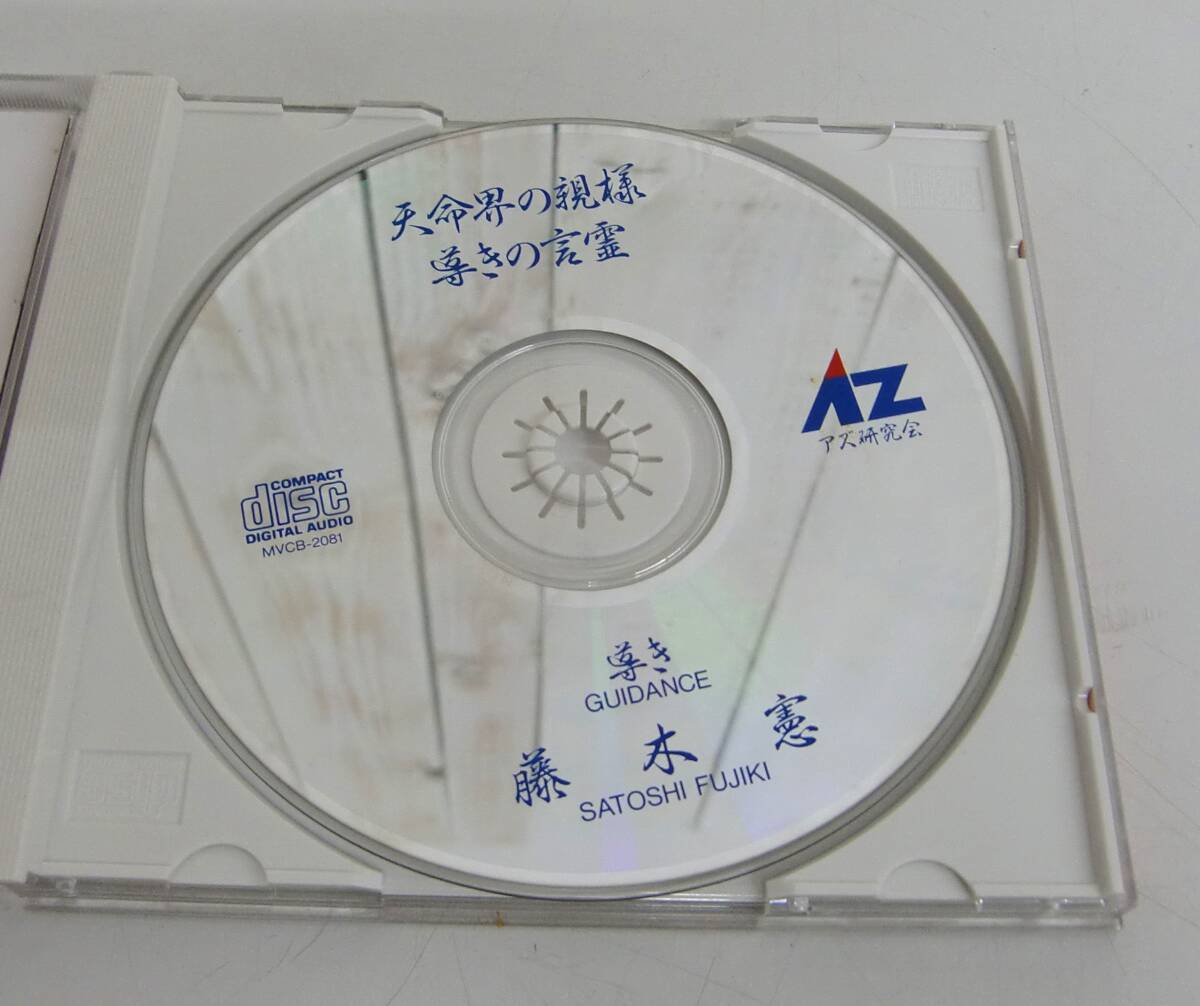 天命界の親様
導きの言霊
AZ
アズ研究会
COMPACT
disc
DIGITAL AUDIO
MVCB-2081
導き
GUIDANCE
藤木憲
SATOSHI FUJIKI